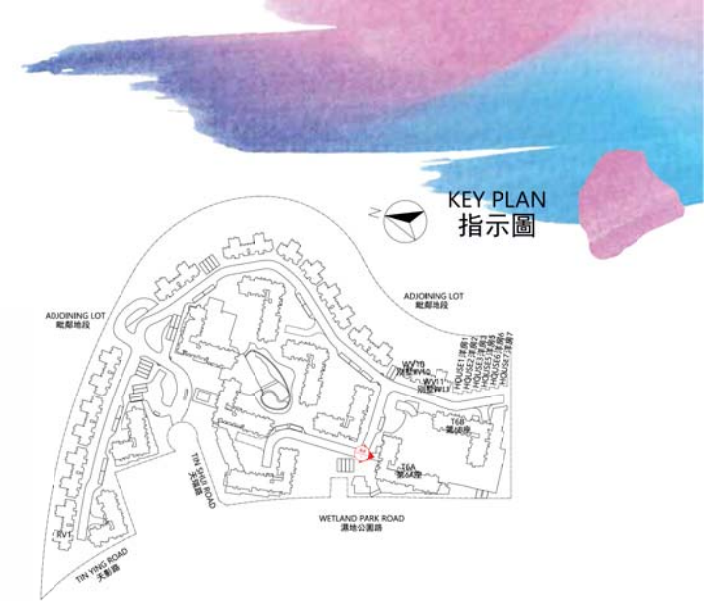 KEY PLAN
指示圖
N
ADJOINING LOT
毗鄰地段
ADJOINING LOT
毗鄰地段
WV10
別墅WV10
WV11
別墅WV11
HOUSE1 洋房1
HOUSE2 洋房2
HOUSE3 洋房3
HOUSE5 洋房5
HOUSE6 洋房6
HOUSE7 洋房7
T6B
第6B座
T6A
第6A座
TIN SHUI ROAD
WETLAND PARK ROAD
濕地公園路
RV1
TIN YING ROAD
天影路